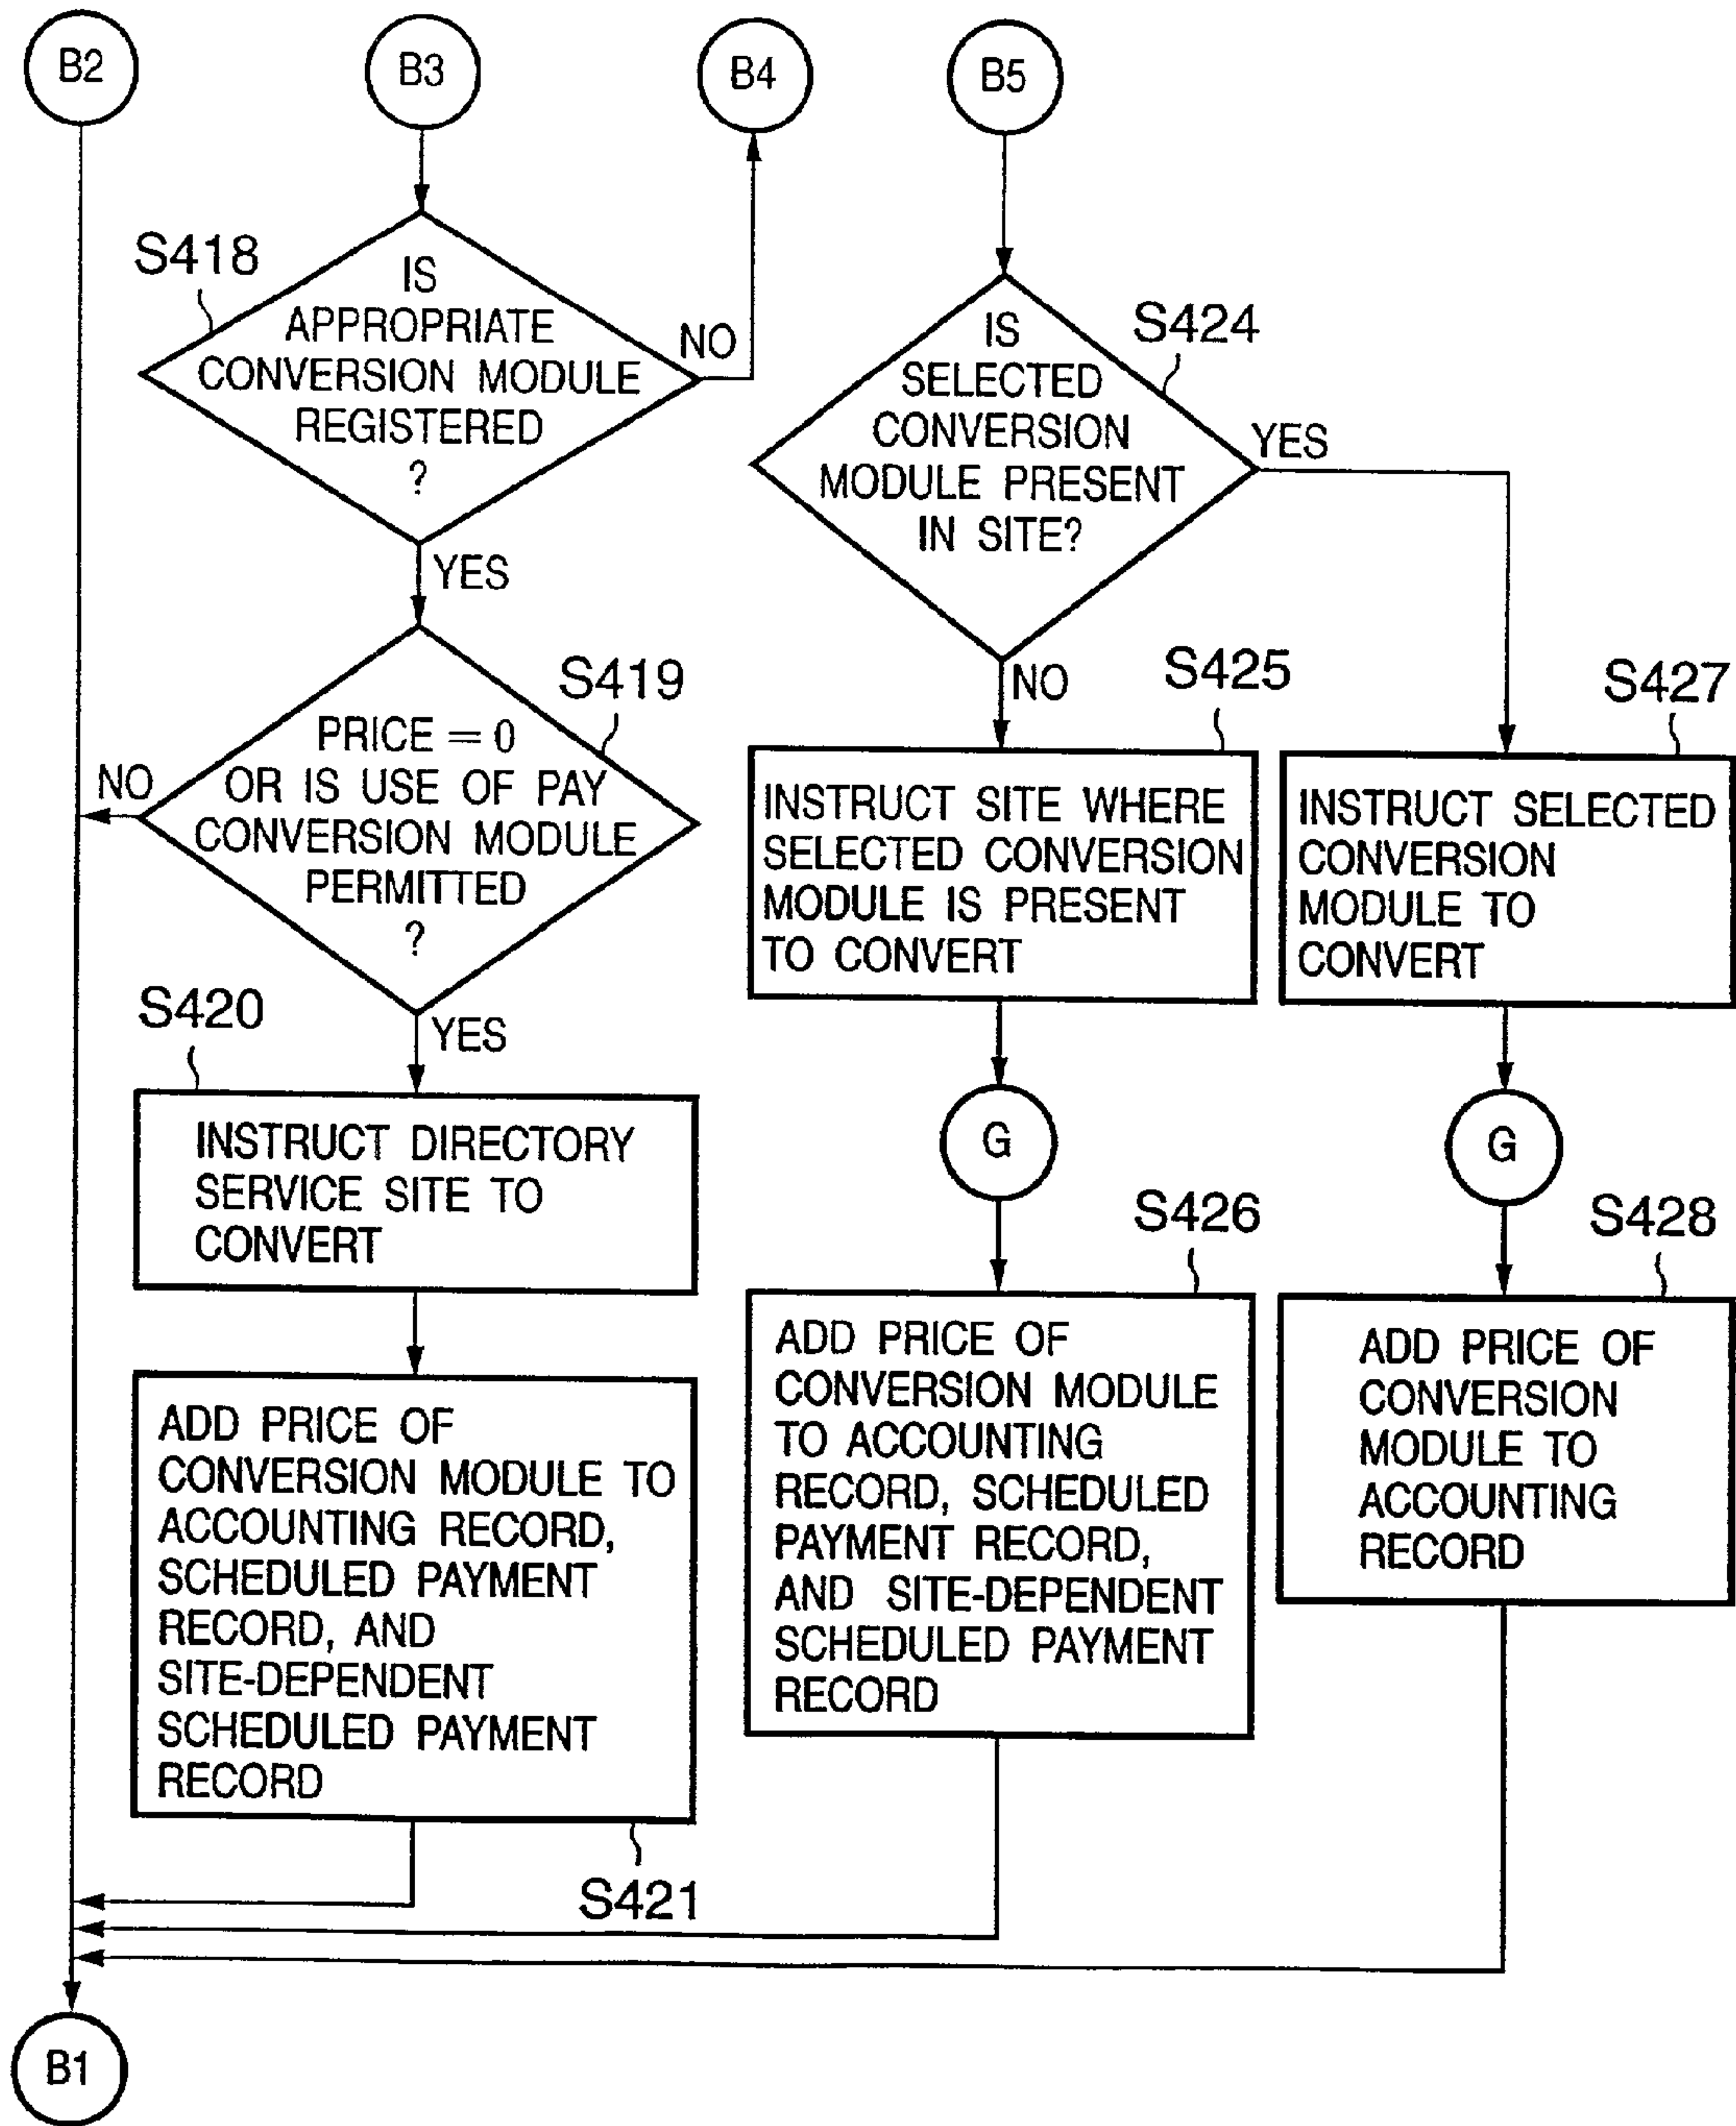 B2
B3
B4
B5
S418
IS
APPROPRIATE
CONVERSION MODULE
REGISTERED
?
NO
YES
S419
PRICE = 0
OR IS USE OF PAY
CONVERSION MODULE
PERMITTED
?
NO
YES
S420
INSTRUCT DIRECTORY
SERVICE SITE TO
CONVERT
ADD PRICE OF
CONVERSION MODULE TO
ACCOUNTING RECORD,
SCHEDULED PAYMENT
RECORD, AND
SITE-DEPENDENT
SCHEDULED PAYMENT
RECORD
S421
S424
IS
SELECTED
CONVERSION
MODULE PRESENT
IN SITE?
YES
NO
S425
INSTRUCT SITE WHERE
SELECTED CONVERSION
MODULE IS PRESENT
TO CONVERT
G
S426
ADD PRICE OF
CONVERSION MODULE
TO ACCOUNTING
RECORD, SCHEDULED
PAYMENT RECORD,
AND SITE-DEPENDENT
SCHEDULED PAYMENT
RECORD
S427
INSTRUCT SELECTED
CONVERSION
MODULE TO
CONVERT
G
S428
ADD PRICE OF
CONVERSION
MODULE TO
ACCOUNTING
RECORD
B1